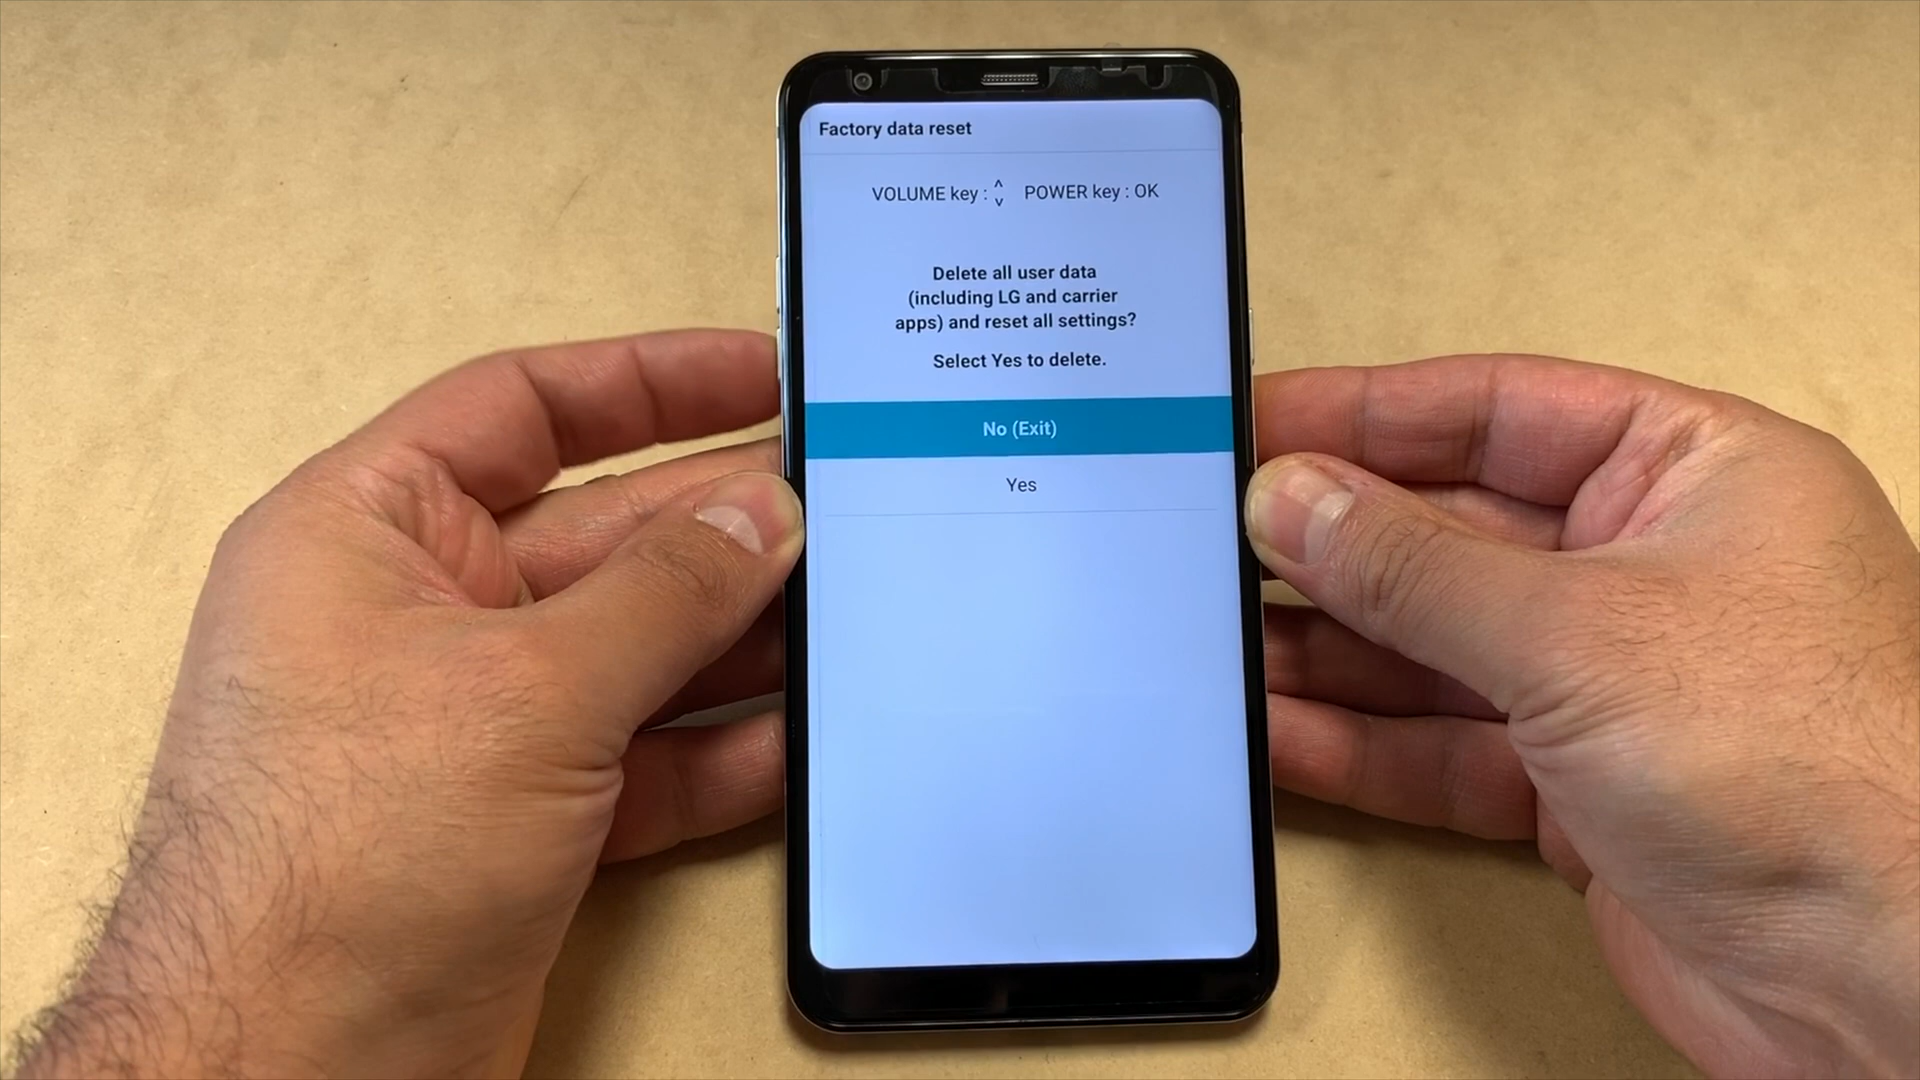 Factory data reset
VOLUME key : ^ v POWER key : OK
Delete all user data
(including LG and carrier
apps) and reset all settings?
Select Yes to delete.
No (Exit)
Yes